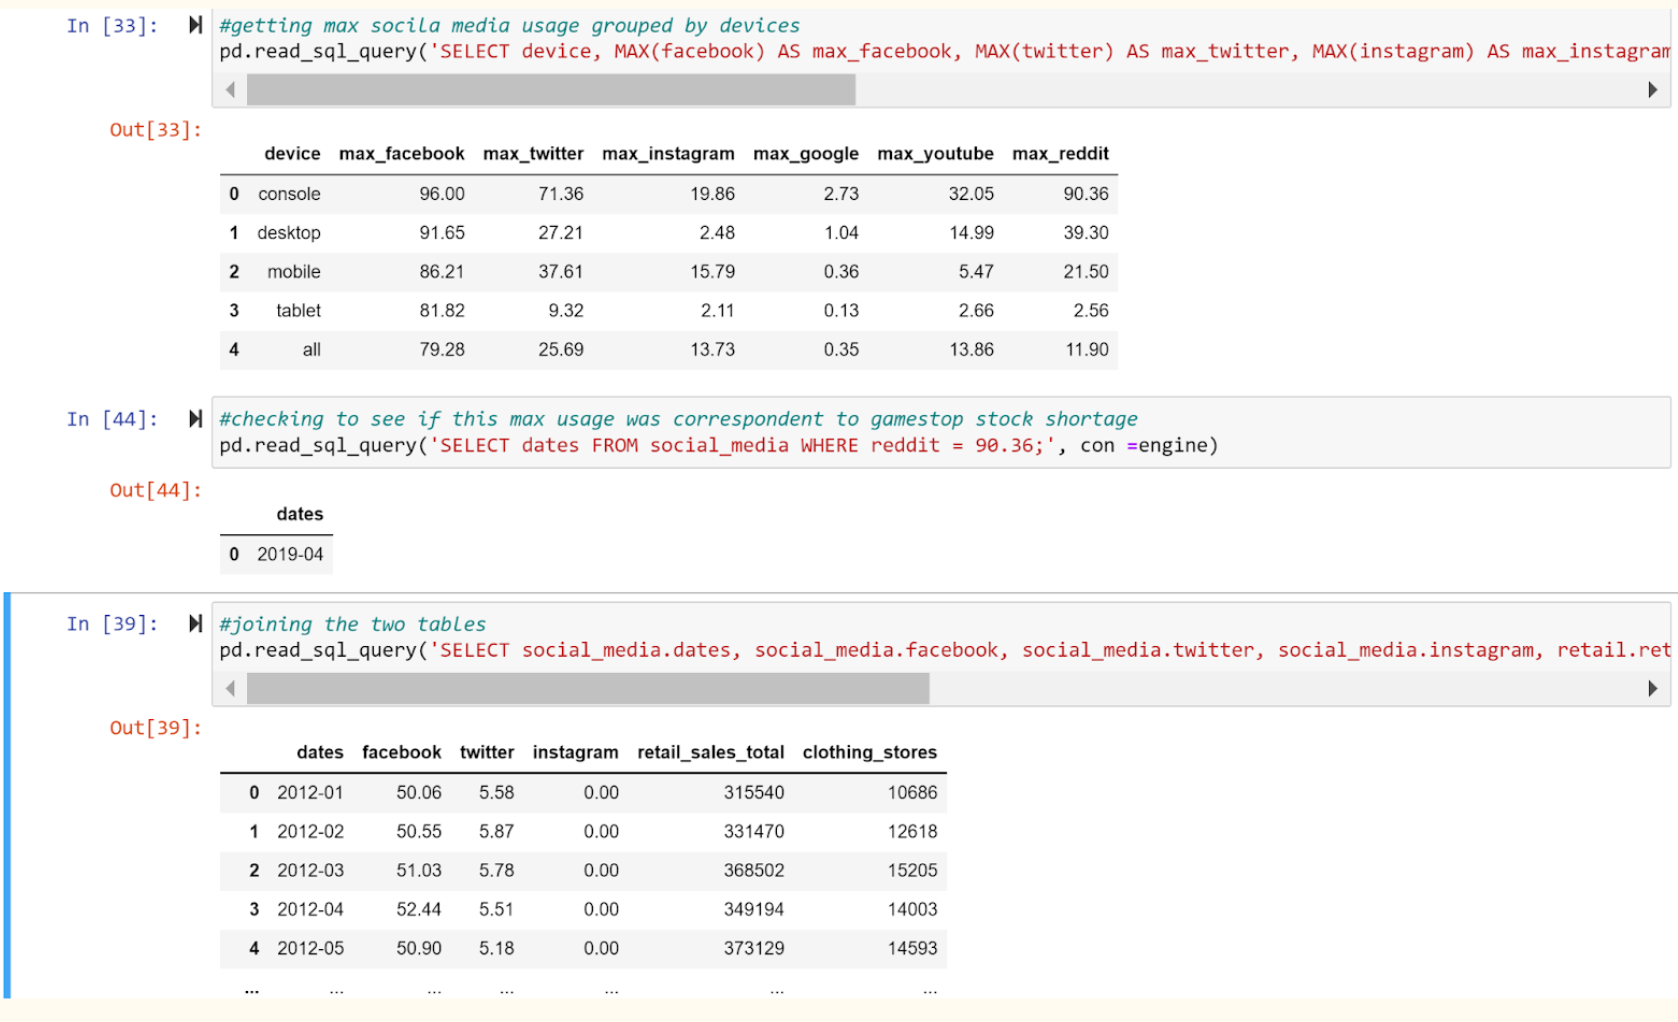 In [33]: #getting max socila media usage grouped by devices
pd.read_sql_query('SELECT device, MAX(facebook) AS max_facebook, MAX(twitter) AS max_twitter, MAX(instagram) AS max_instagram
Out[33]:
device max_facebook max_twitter max_instagram max_google max_youtube max_reddit
0 console 96.00 71.36 19.86 2.73 32.05 90.36
1 desktop 91.65 27.21 2.48 1.04 14.99 39.30
2 mobile 86.21 37.61 15.79 0.36 5.47 21.50
3 tablet 81.82 9.32 2.11 0.13 2.66 2.56
4 all 79.28 25.69 13.73 0.35 13.86 11.90
In [44]: #checking to see if this max usage was correspondent to gamestop stock shortage
pd.read_sql_query('SELECT dates FROM social_media WHERE reddit = 90.36;', con =engine)
Out[44]:
dates
0 2019-04
In [39]: #joining the two tables
pd.read_sql_query('SELECT social_media.dates, social_media.facebook, social_media.twitter, social_media.instagram, retail.ret
Out[39]:
dates facebook twitter instagram retail_sales_total clothing_stores
0 2012-01 50.06 5.58 0.00 315540 10686
1 2012-02 50.55 5.87 0.00 331470 12618
2 2012-03 51.03 5.78 0.00 368502 15205
3 2012-04 52.44 5.51 0.00 349194 14003
4 2012-05 50.90 5.18 0.00 373129 14593
... ... ... ... ... ... ...